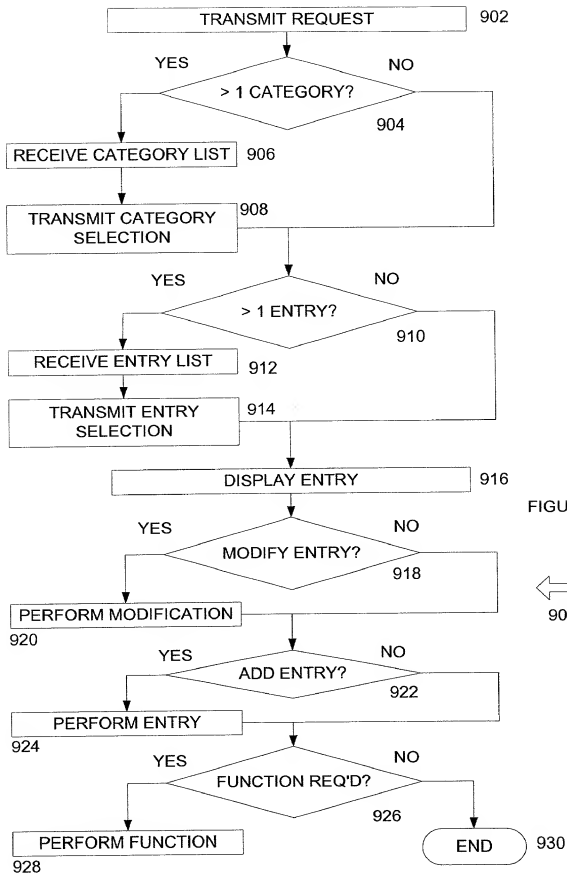 TRANSMIT REQUEST
902
YES
NO
> 1 CATEGORY?
904
RECEIVE CATEGORY LIST
906
TRANSMIT CATEGORY
SELECTION
908
YES
NO
> 1 ENTRY?
910
RECEIVE ENTRY LIST
912
TRANSMIT ENTRY
SELECTION
914
DISPLAY ENTRY
916
FIGU
YES
NO
MODIFY ENTRY?
918
PERFORM MODIFICATION
920
90
YES
NO
ADD ENTRY?
922
PERFORM ENTRY
924
YES
NO
FUNCTION REQ'D?
926
PERFORM FUNCTION
928
END
930